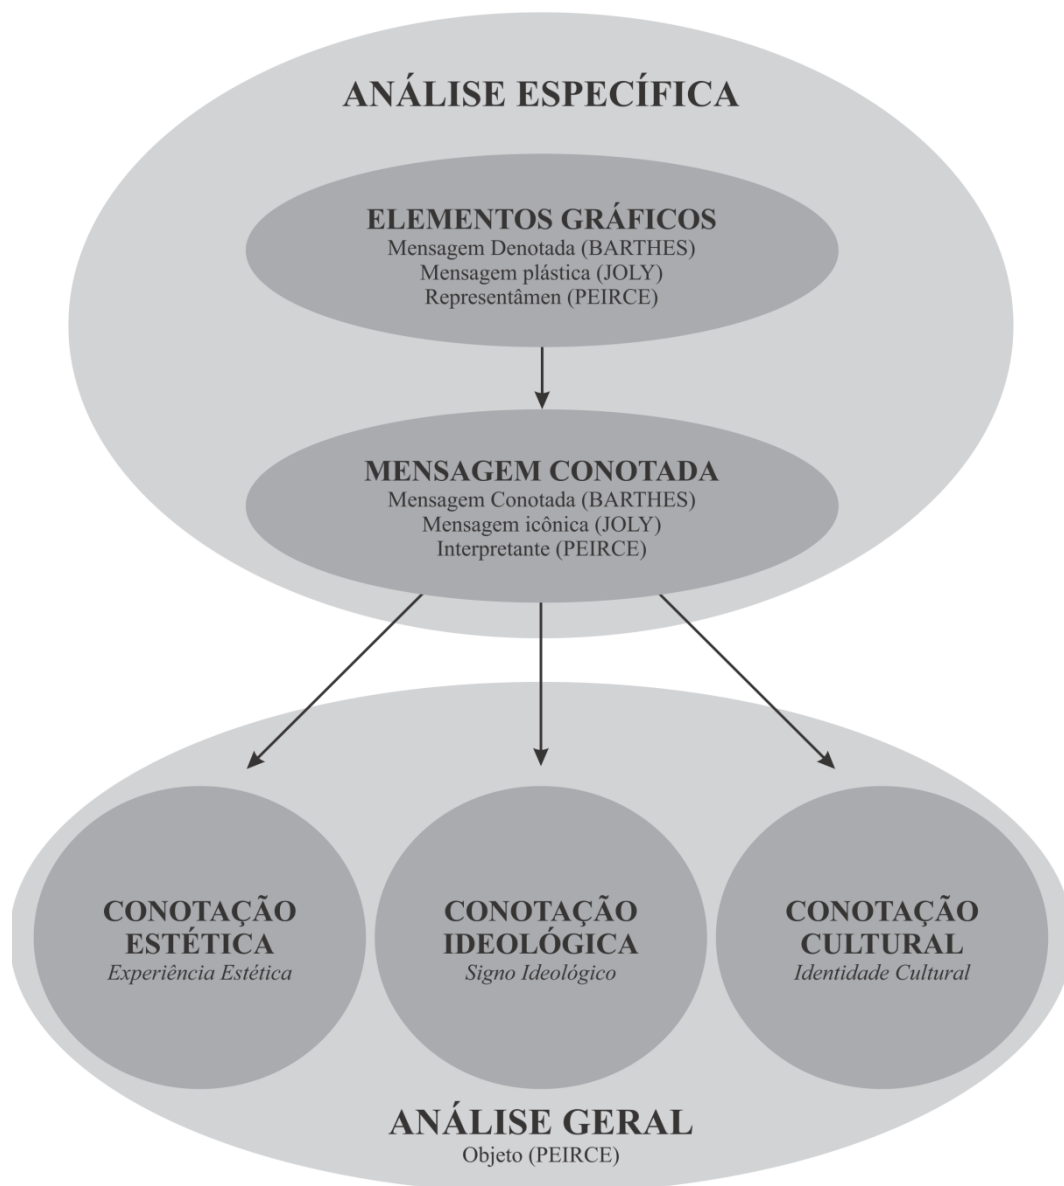 ANÁLISE ESPECÍFICA
ELEMENTOS GRÁFICOS
Mensagem Denotada (BARTHES)
Mensagem plástica (JOLY)
Representâmen (PEIRCE)
MENSAGEM CONOTADA
Mensagem Conotada (BARTHES)
Mensagem icônica (JOLY)
Interpretante (PEIRCE)
CONOTAÇÃO
ESTÉTICA
Experiência Estética
CONOTAÇÃO
IDEOLÓGICA
Signo Ideológico
CONOTAÇÃO
CULTURAL
Identidade Cultural
ANÁLISE GERAL
Objeto (PEIRCE)